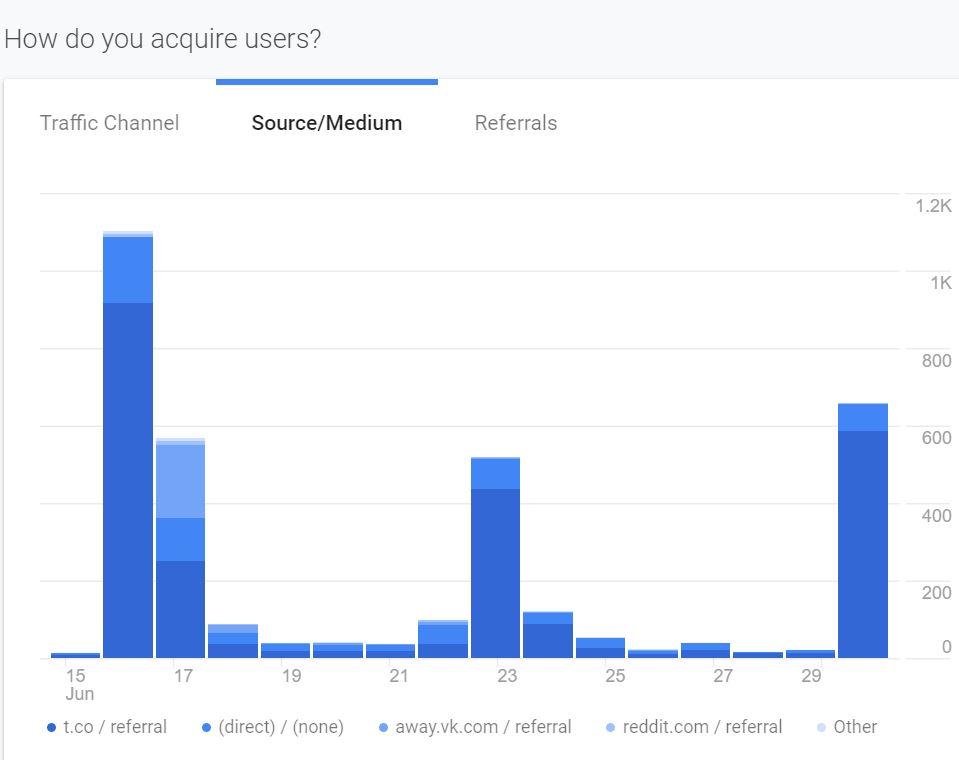 How do you acquire users?
Traffic Channel Source/Medium Referrals
1.2K
1K
800
600
400
200
0
15 17 19 21 23 25 27 29
Jun
t.co / referral (direct) / (none) away.vk.com / referral reddit.com / referral Other